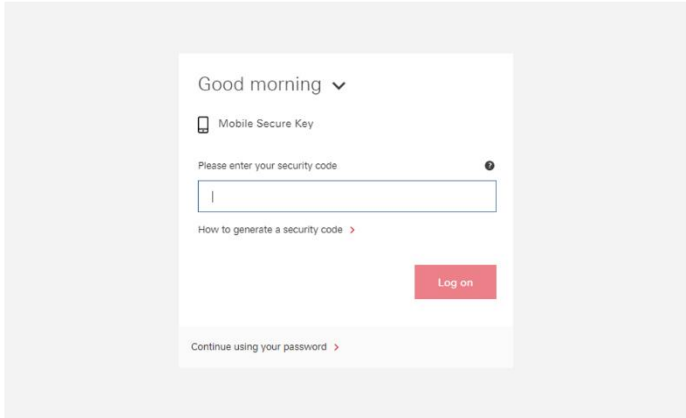 Good morning
Mobile Secure Key
Please enter your security code
?
How to generate a security code >
Log on
Continue using your password >